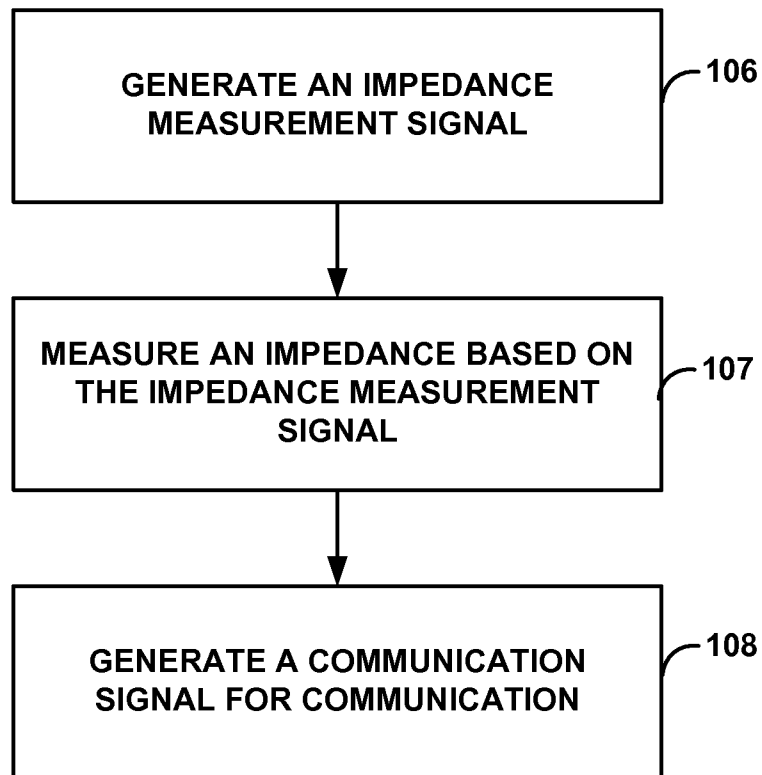 GENERATE AN IMPEDANCE
MEASUREMENT SIGNAL
106
MEASURE AN IMPEDANCE BASED ON
THE IMPEDANCE MEASUREMENT
SIGNAL
107
GENERATE A COMMUNICATION
SIGNAL FOR COMMUNICATION
108